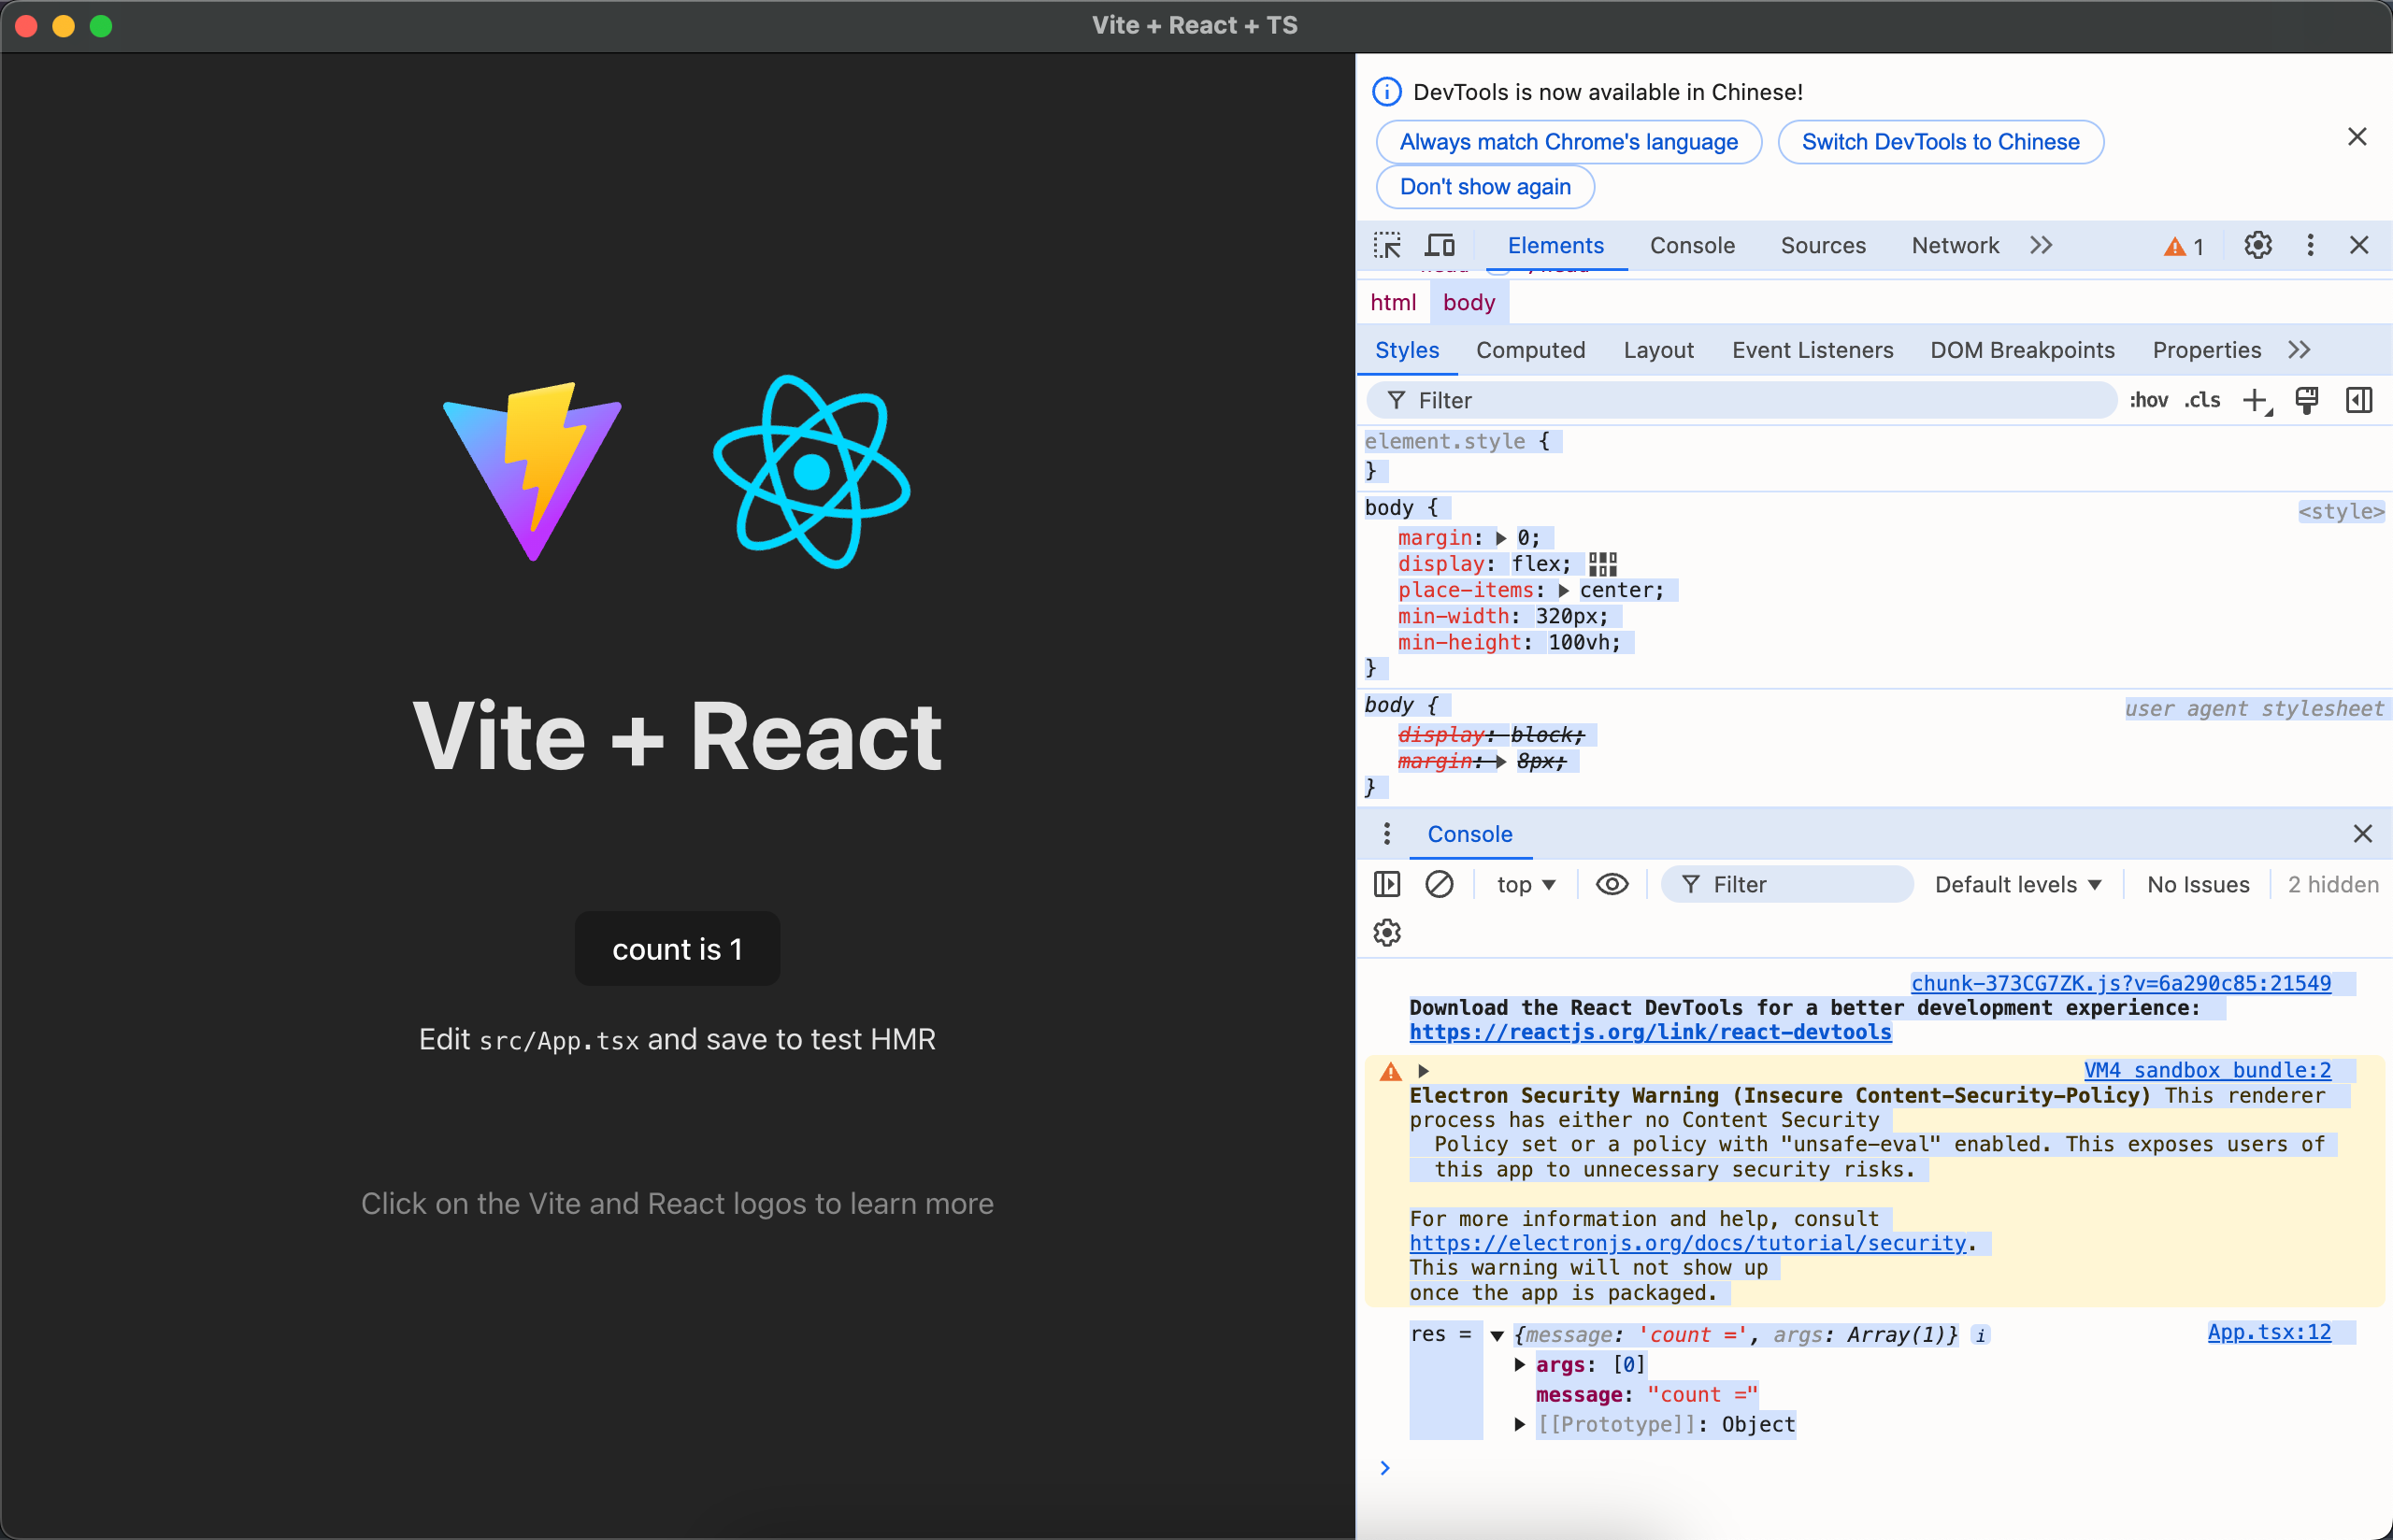 Vite + React + TS
Vite + React
count is 1
Edit src/App.tsx and save to test HMR
Click on the Vite and React logos to learn more
DevTools is now available in Chinese!
Always match Chrome's language
Switch DevTools to Chinese
Don't show again
Elements Console Sources Network 1
html body
Styles Computed Layout Event Listeners DOM Breakpoints Properties
Filter :hov .cls
element.style {
}
body { <style>
margin: 0;
display: flex;
place-items: center;
min-width: 320px;
min-height: 100vh;
}
body { user agent stylesheet
display: block;
margin: 8px;
}
Console
top Filter Default levels No Issues 2 hidden
chunk-373CG7ZK.js?v=6a290c85:21549
Download the React DevTools for a better development experience:
https://reactjs.org/link/react-devtools
VM4 sandbox_bundle:2
Electron Security Warning (Insecure Content-Security-Policy) This renderer
process has either no Content Security
Policy set or a policy with "unsafe-eval" enabled. This exposes users of
this app to unnecessary security risks.
For more information and help, consult
https://electronjs.org/docs/tutorial/security.
This warning will not show up
once the app is packaged.
res = {message: 'count =', args: Array(1)} i App.tsx:12
args: [0]
message: "count ="
[[Prototype]]: Object